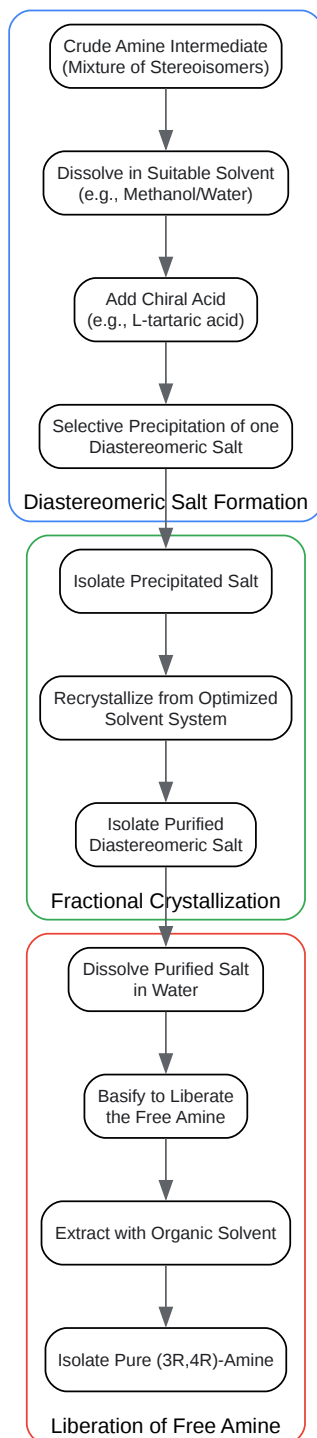 Crude Amine Intermediate
(Mixture of Stereoisomers)
Dissolve in Suitable Solvent
(e.g., Methanol/Water)
Add Chiral Acid
(e.g., L-tartaric acid)
Selective Precipitation of one
Diastereomeric Salt
Diastereomeric Salt Formation
Isolate Precipitated Salt
Recrystallize from Optimized
Solvent System
Isolate Purified
Diastereomeric Salt
Fractional Crystallization
Dissolve Purified Salt
in Water
Basify to Liberate
the Free Amine
Extract with Organic Solvent
Isolate Pure (3R,4R)-Amine
Liberation of Free Amine